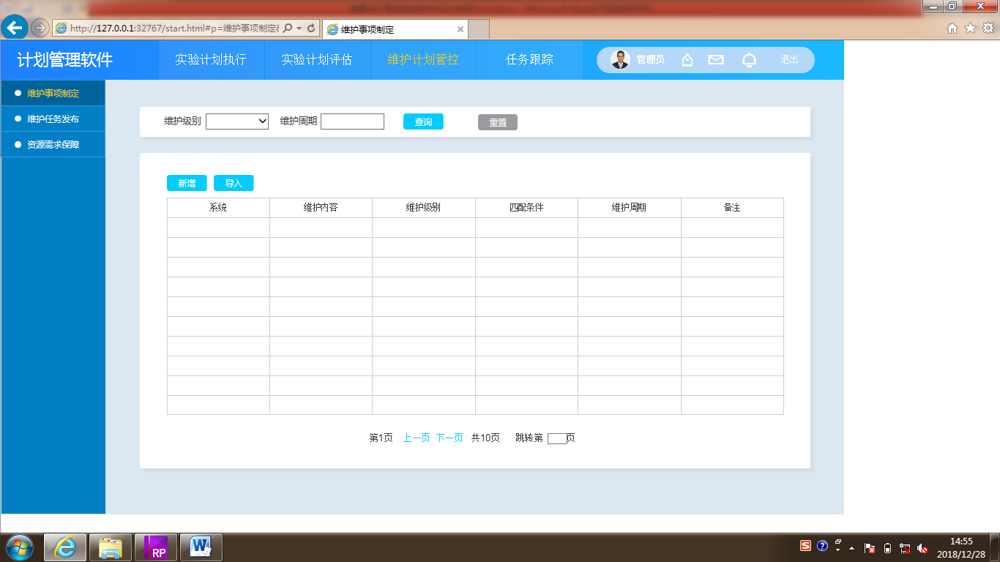 http://127.0.0.1:32767/start.html#p=维护事项制定&
维护事项制定
计划管理软件
实验计划执行
实验计划评估
维护计划管控
任务跟踪
管理员
退出
维护事项制定
维护任务发布
资源需求保障
维护级别
维护周期
查询
重置
新增
导入
系统 维护内容 维护级别 匹配条件 维护周期 备注
第1页 上一页 下一页 共10页 跳转第 页
RP
W
S
?
14:55
2018/12/28